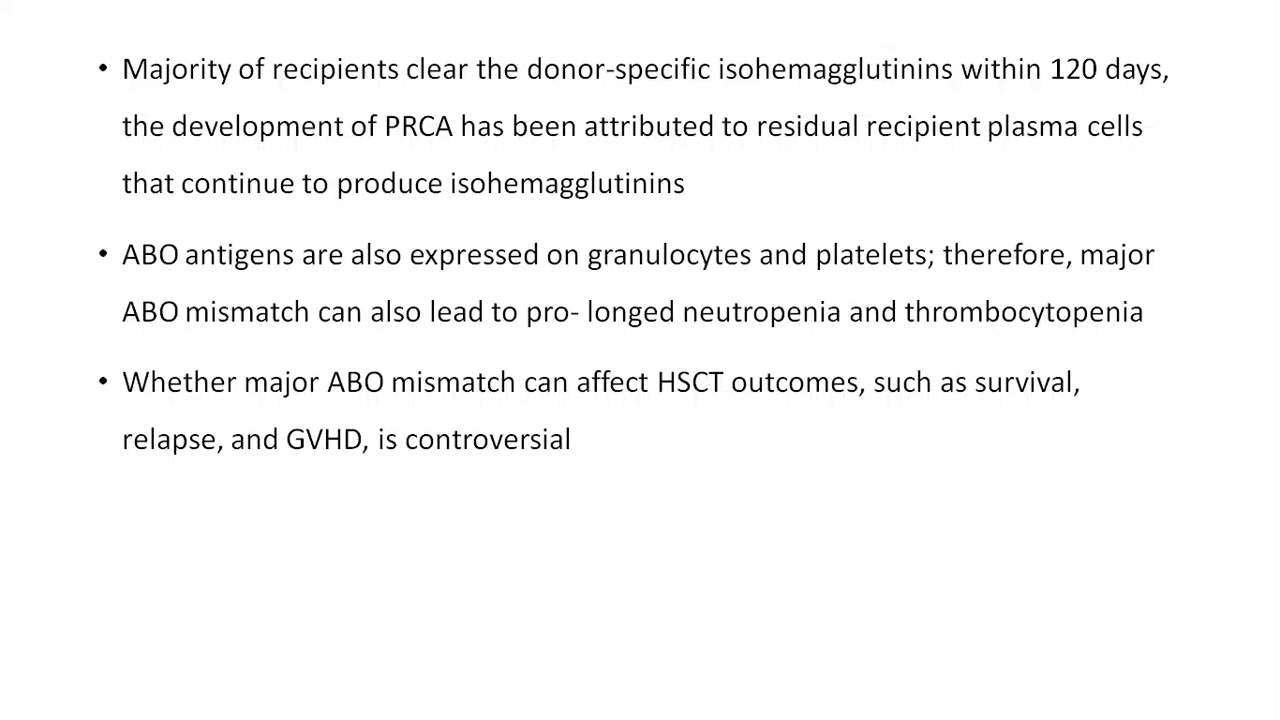 • Majority of recipients clear the donor-specific isohemagglutinins within 120 days,
the development of PRCA has been attributed to residual recipient plasma cells
that continue to produce isohemagglutinins
• ABO antigens are also expressed on granulocytes and platelets; therefore, major
ABO mismatch can also lead to pro- longed neutropenia and thrombocytopenia
• Whether major ABO mismatch can affect HSCT outcomes, such as survival,
relapse, and GVHD, is controversial